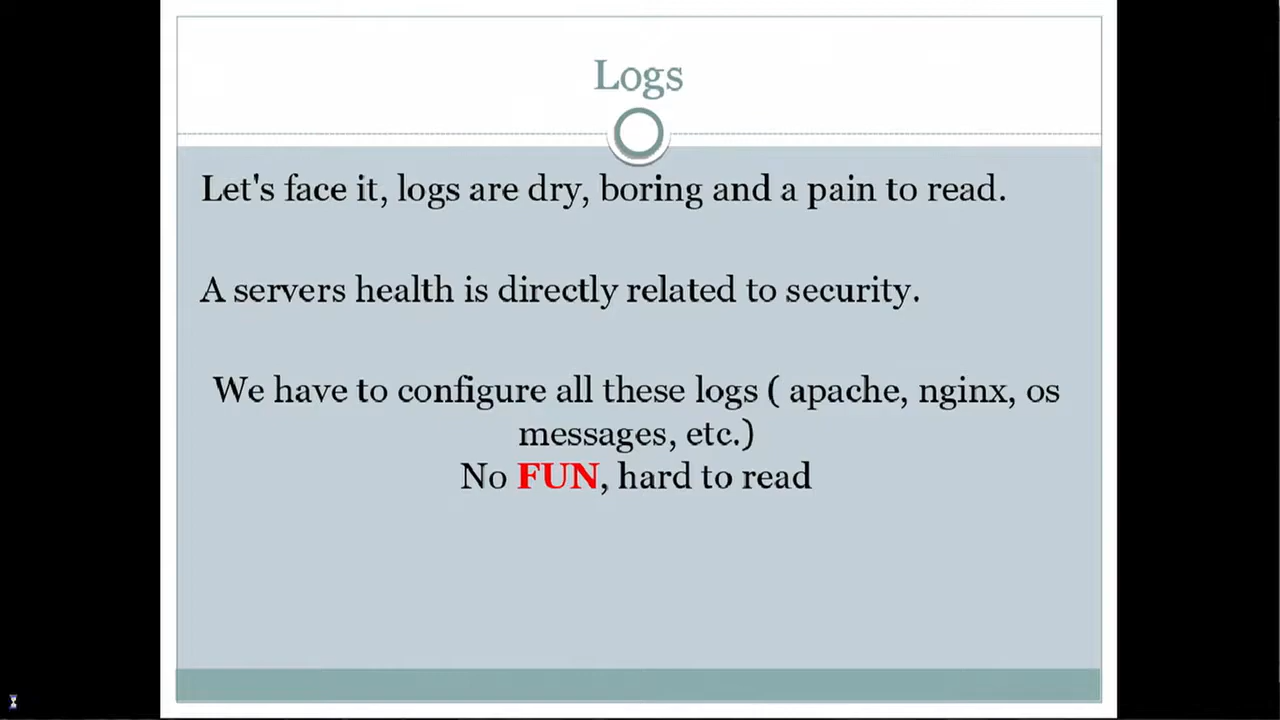 Logs
Let's face it, logs are dry, boring and a pain to read.
A servers health is directly related to security.
We have to configure all these logs ( apache, nginx, os
messages, etc.)
No FUN, hard to read